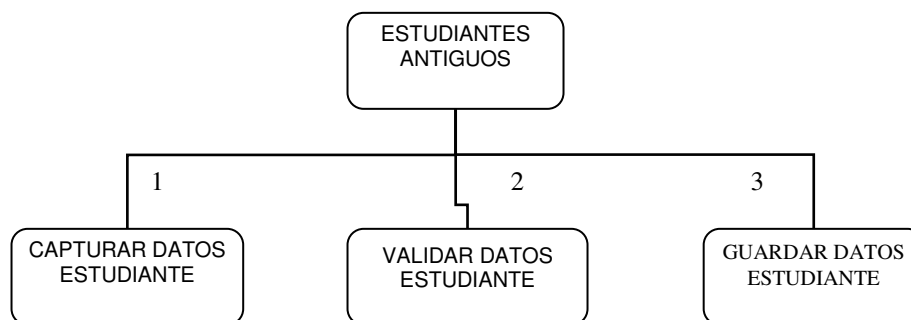 ESTUDIANTES
ANTIGUOS
1
2
3
CAPTURAR DATOS
ESTUDIANTE
VALIDAR DATOS
ESTUDIANTE
GUARDAR DATOS
ESTUDIANTE